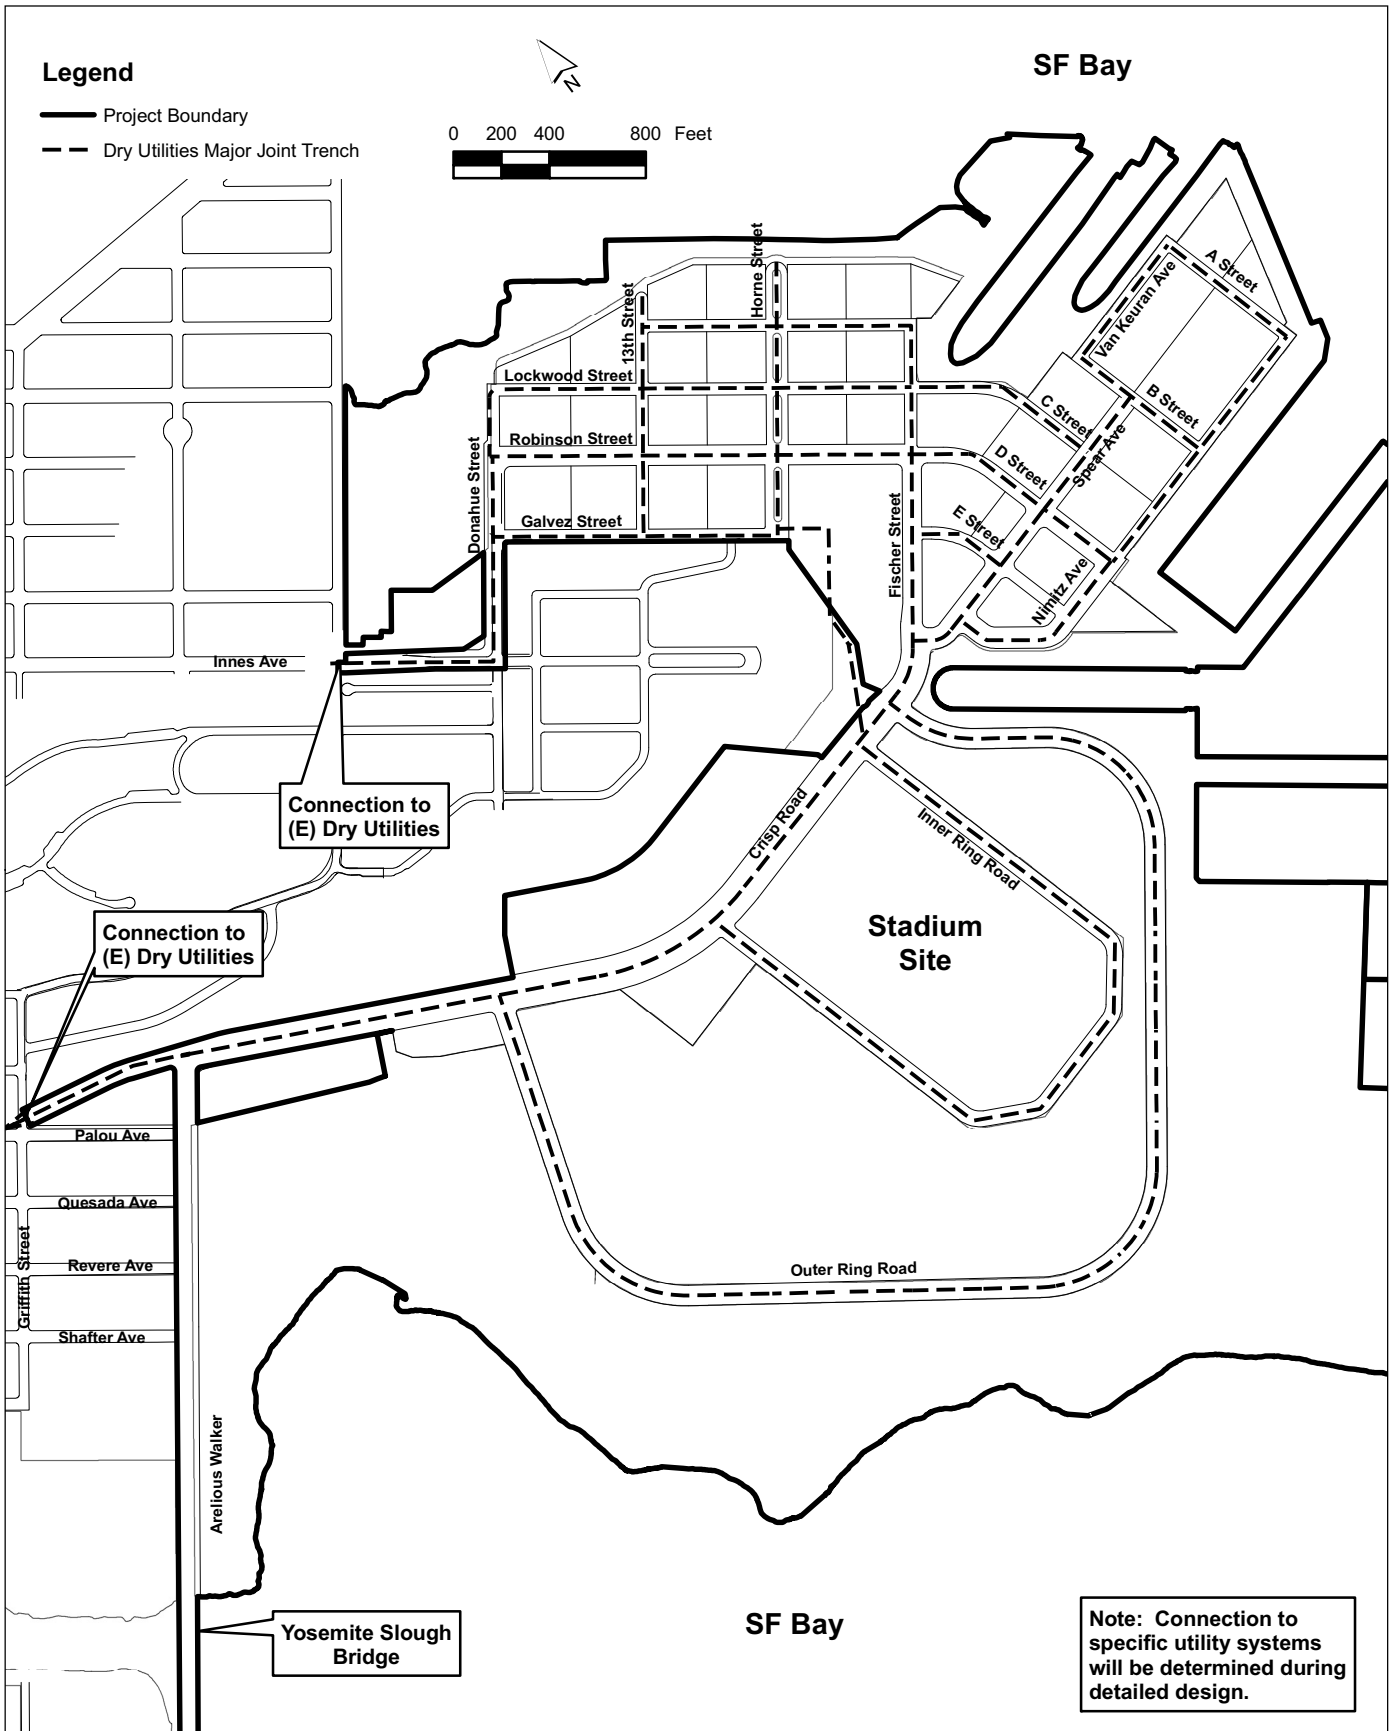 Legend
Project Boundary
Dry Utilities Major Joint Trench
N
0 200 400 800 Feet
SF Bay
Horne Street
13th Street
A Street
Van Keuran Ave
Lockwood Street
B Street
C Street
Robinson Street
Spear Ave
D Street
Donahue Street
Galvez Street
E Street
Fischer Street
Nimitz Ave
Innes Ave
Connection to
(E) Dry Utilities
Crisp Road
Inner Ring Road
Stadium
Site
Connection to
(E) Dry Utilities
Palou Ave
Quesada Ave
Griffith Street
Revere Ave
Outer Ring Road
Shafter Ave
Arelious Walker
Yosemite Slough
Bridge
SF Bay
Note: Connection to
specific utility systems
will be determined during
detailed design.